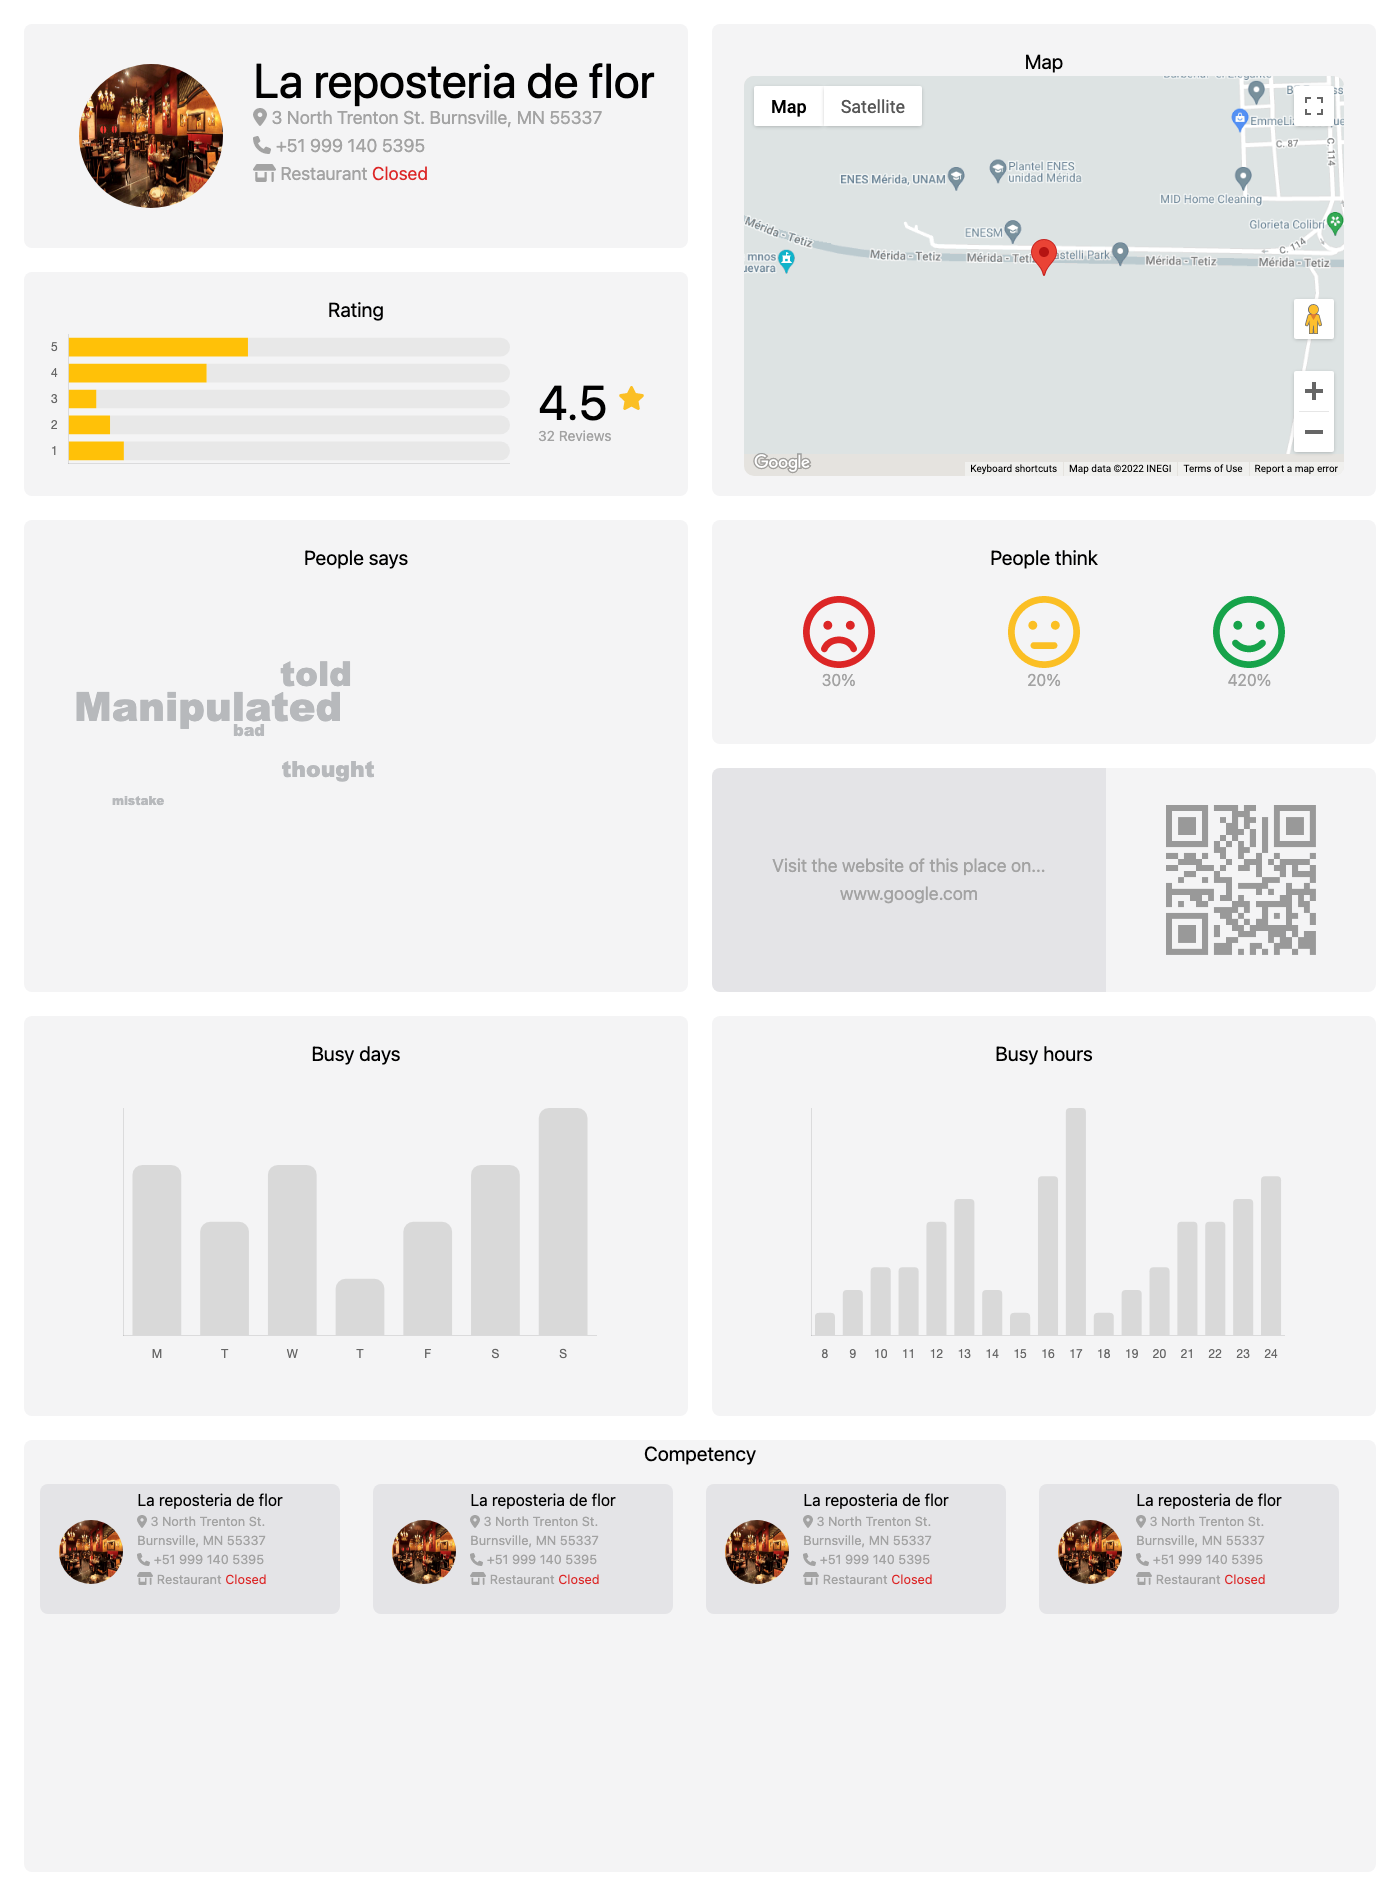 La reposteria de flor
3 North Trenton St. Burnsville, MN 55337
+51 999 140 5395
Restaurant Closed
Map
Map
Satellite
C. 87
C. 114
ENES Mérida, UNAM
Plantel ENES
unidad Mérida
MID Home Cleaning
Glorieta Colibrí
ENESM
C. 114
Mérida - Tetiz
Mérida - Tetiz
Mérida - Tetiz
Mérida - Tetiz
Mérida - Tetiz
Google
Keyboard shortcuts
Map data ©2022 INEGI
Terms of Use
Report a map error
Rating
5
4
3
2
1
4.5
32 Reviews
People says
told
Manipulated
bad
thought
mistake
People think
30%
20%
420%
Visit the website of this place on...
www.google.com
Busy days
M T W T F S S
Busy hours
8 9 10 11 12 13 14 15 16 17 18 19 20 21 22 23 24
Competency
La reposteria de flor
3 North Trenton St.
Burnsville, MN 55337
+51 999 140 5395
Restaurant Closed
La reposteria de flor
3 North Trenton St.
Burnsville, MN 55337
+51 999 140 5395
Restaurant Closed
La reposteria de flor
3 North Trenton St.
Burnsville, MN 55337
+51 999 140 5395
Restaurant Closed
La reposteria de flor
3 North Trenton St.
Burnsville, MN 55337
+51 999 140 5395
Restaurant Closed